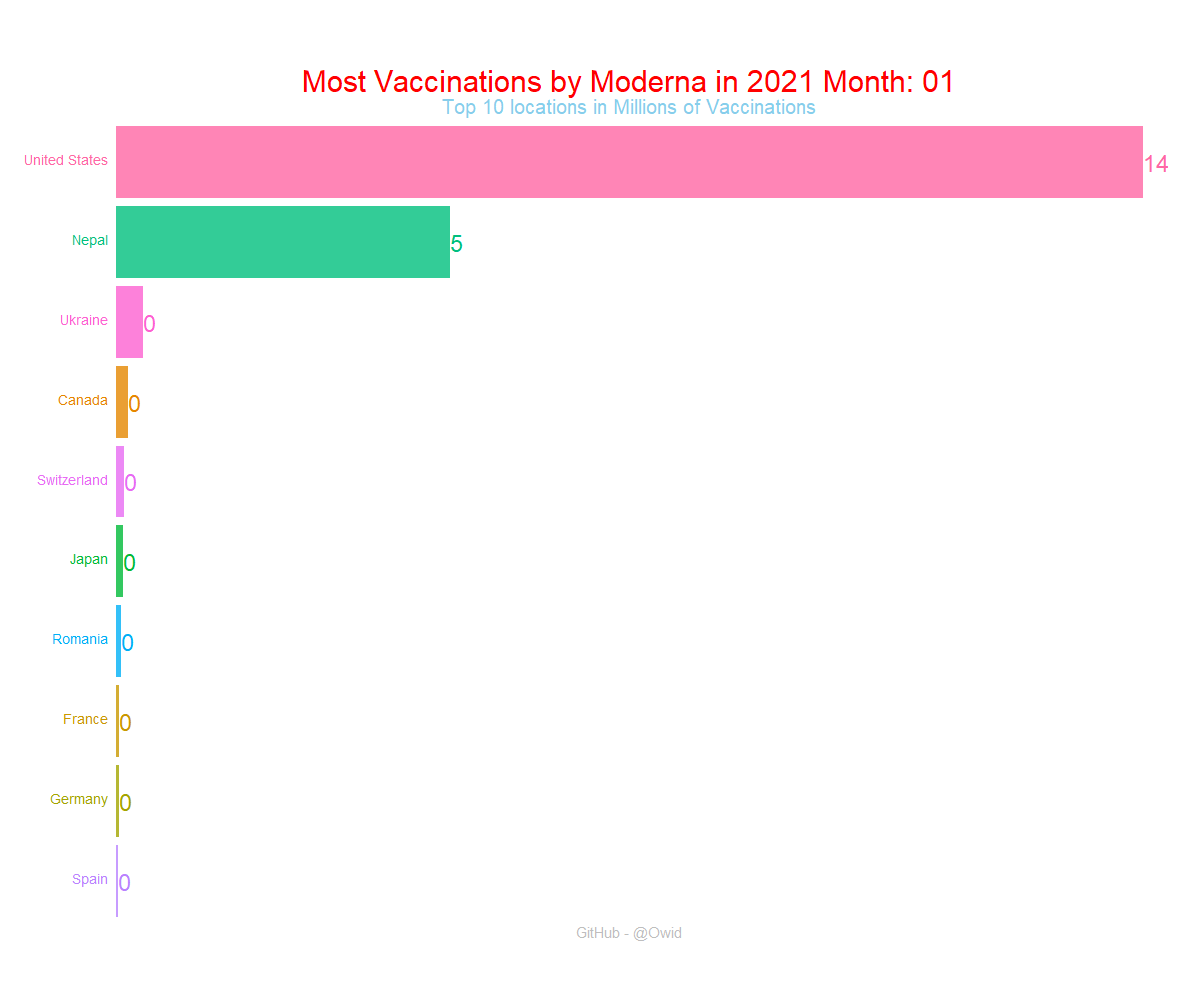 Most Vaccinations by Moderna in 2021 Month: 01
Top 10 locations in Millions of Vaccinations
United States 14
Nepal 5
Ukraine 0
Canada 0
Switzerland 0
Japan 0
Romania 0
France 0
Germany 0
Spain 0
GitHub - @Owid